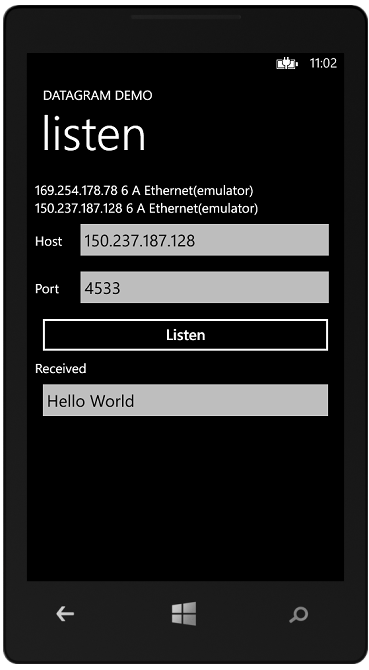 11:02
DATAGRAM DEMO
listen
169.254.178.78 6 A Ethernet(emulator)
150.237.187.128 6 A Ethernet(emulator)
Host 150.237.187.128
Port 4533
Listen
Received
Hello World